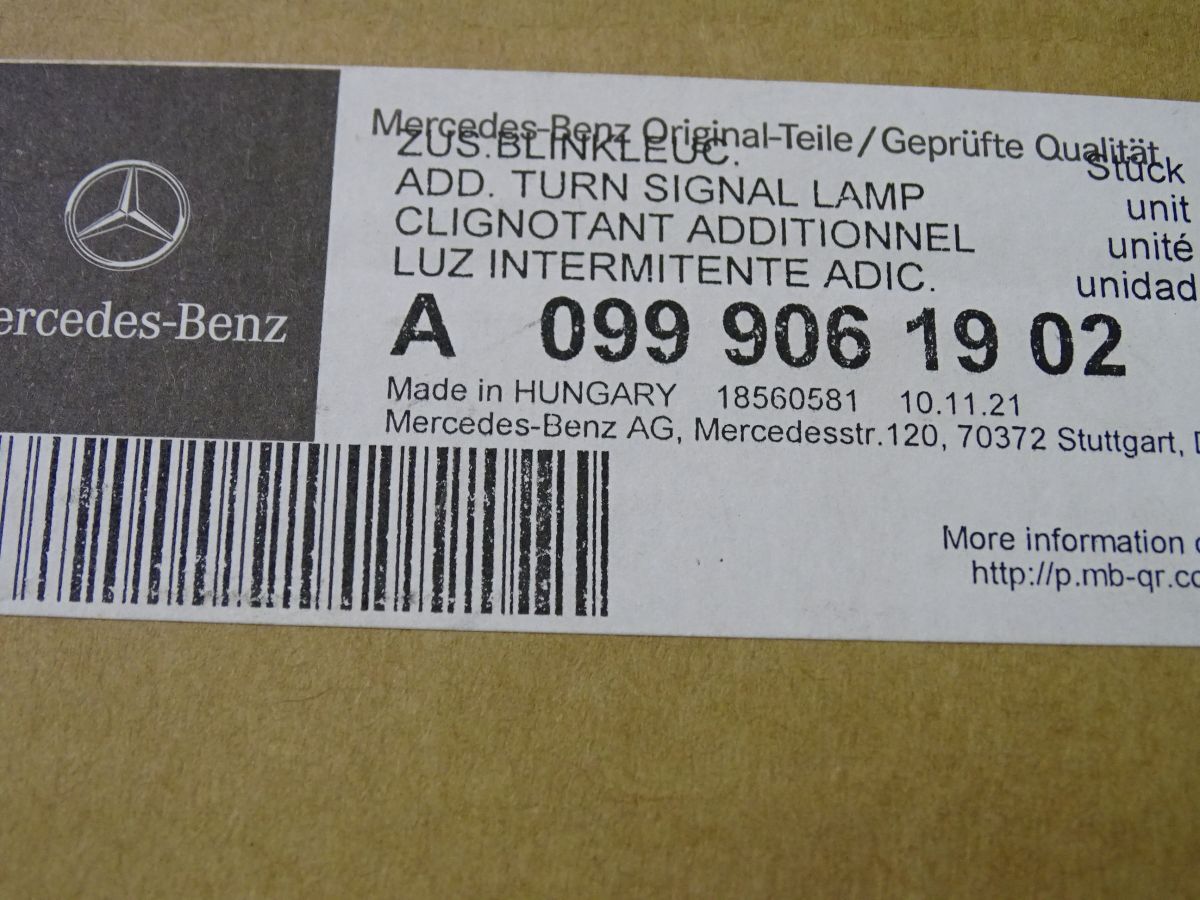 Mercedes-Benz Original-Teile/Geprüfte Qualität
ZUS.BLINKLEUC. Stück
ADD. TURN SIGNAL LAMP unit
CLIGNOTANT ADDITIONNEL unité
LUZ INTERMITENTE ADIC. unidad
ercedes-Benz
A 099 906 19 02
Made in HUNGARY 18560581 10.11.21
Mercedes-Benz AG, Mercedesstr.120, 70372 Stuttgart,
More information
http://p.mb-qr.co